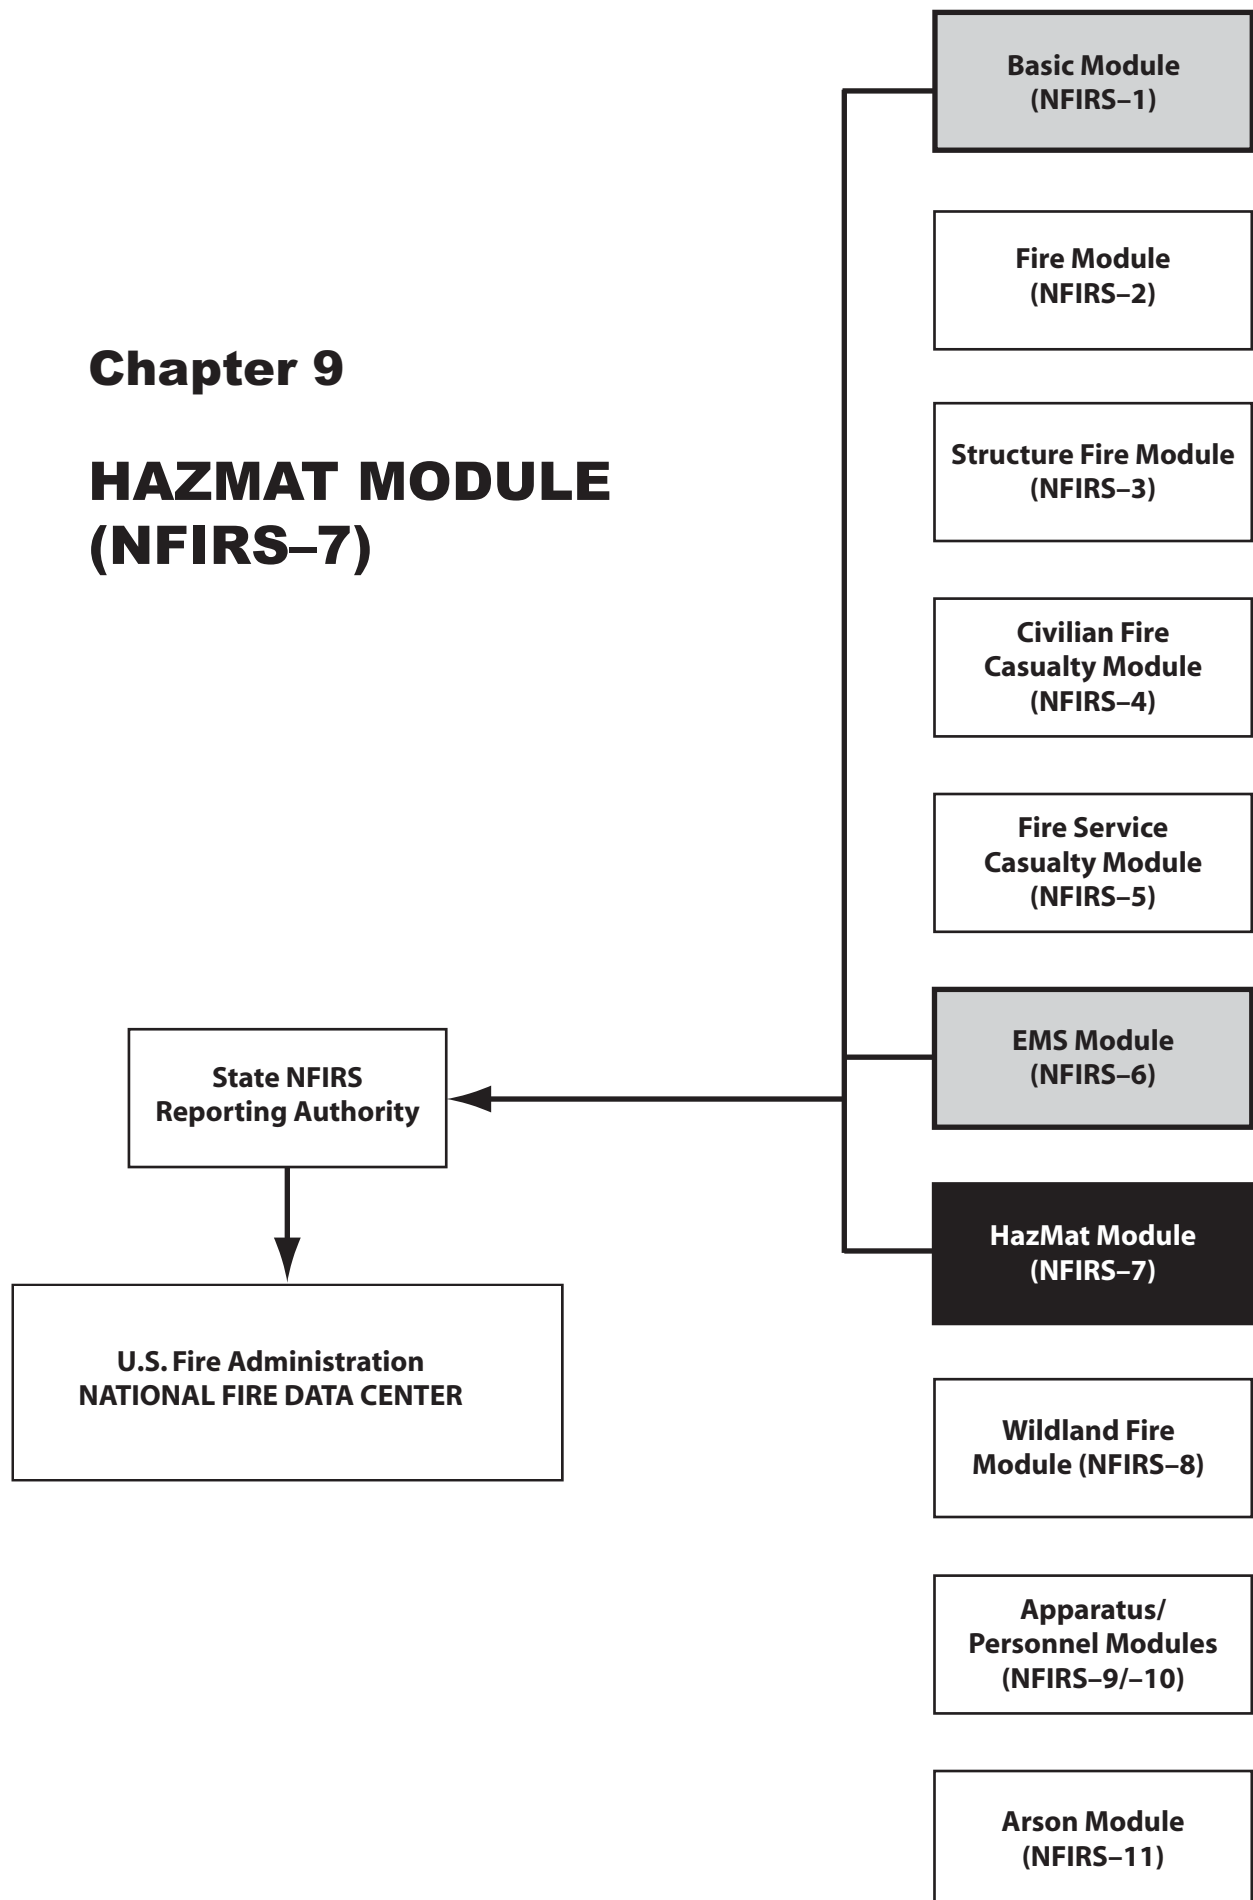 Chapter 9
HAZMAT MODULE
(NFIRS–7)
Basic Module
(NFIRS–1)
Fire Module
(NFIRS–2)
Structure Fire Module
(NFIRS–3)
Civilian Fire
Casualty Module
(NFIRS–4)
Fire Service
Casualty Module
(NFIRS–5)
EMS Module
(NFIRS–6)
HazMat Module
(NFIRS–7)
Wildland Fire
Module (NFIRS–8)
Apparatus/
Personnel Modules
(NFIRS–9/–10)
Arson Module
(NFIRS–11)
State NFIRS
Reporting Authority
U.S. Fire Administration
NATIONAL FIRE DATA CENTER